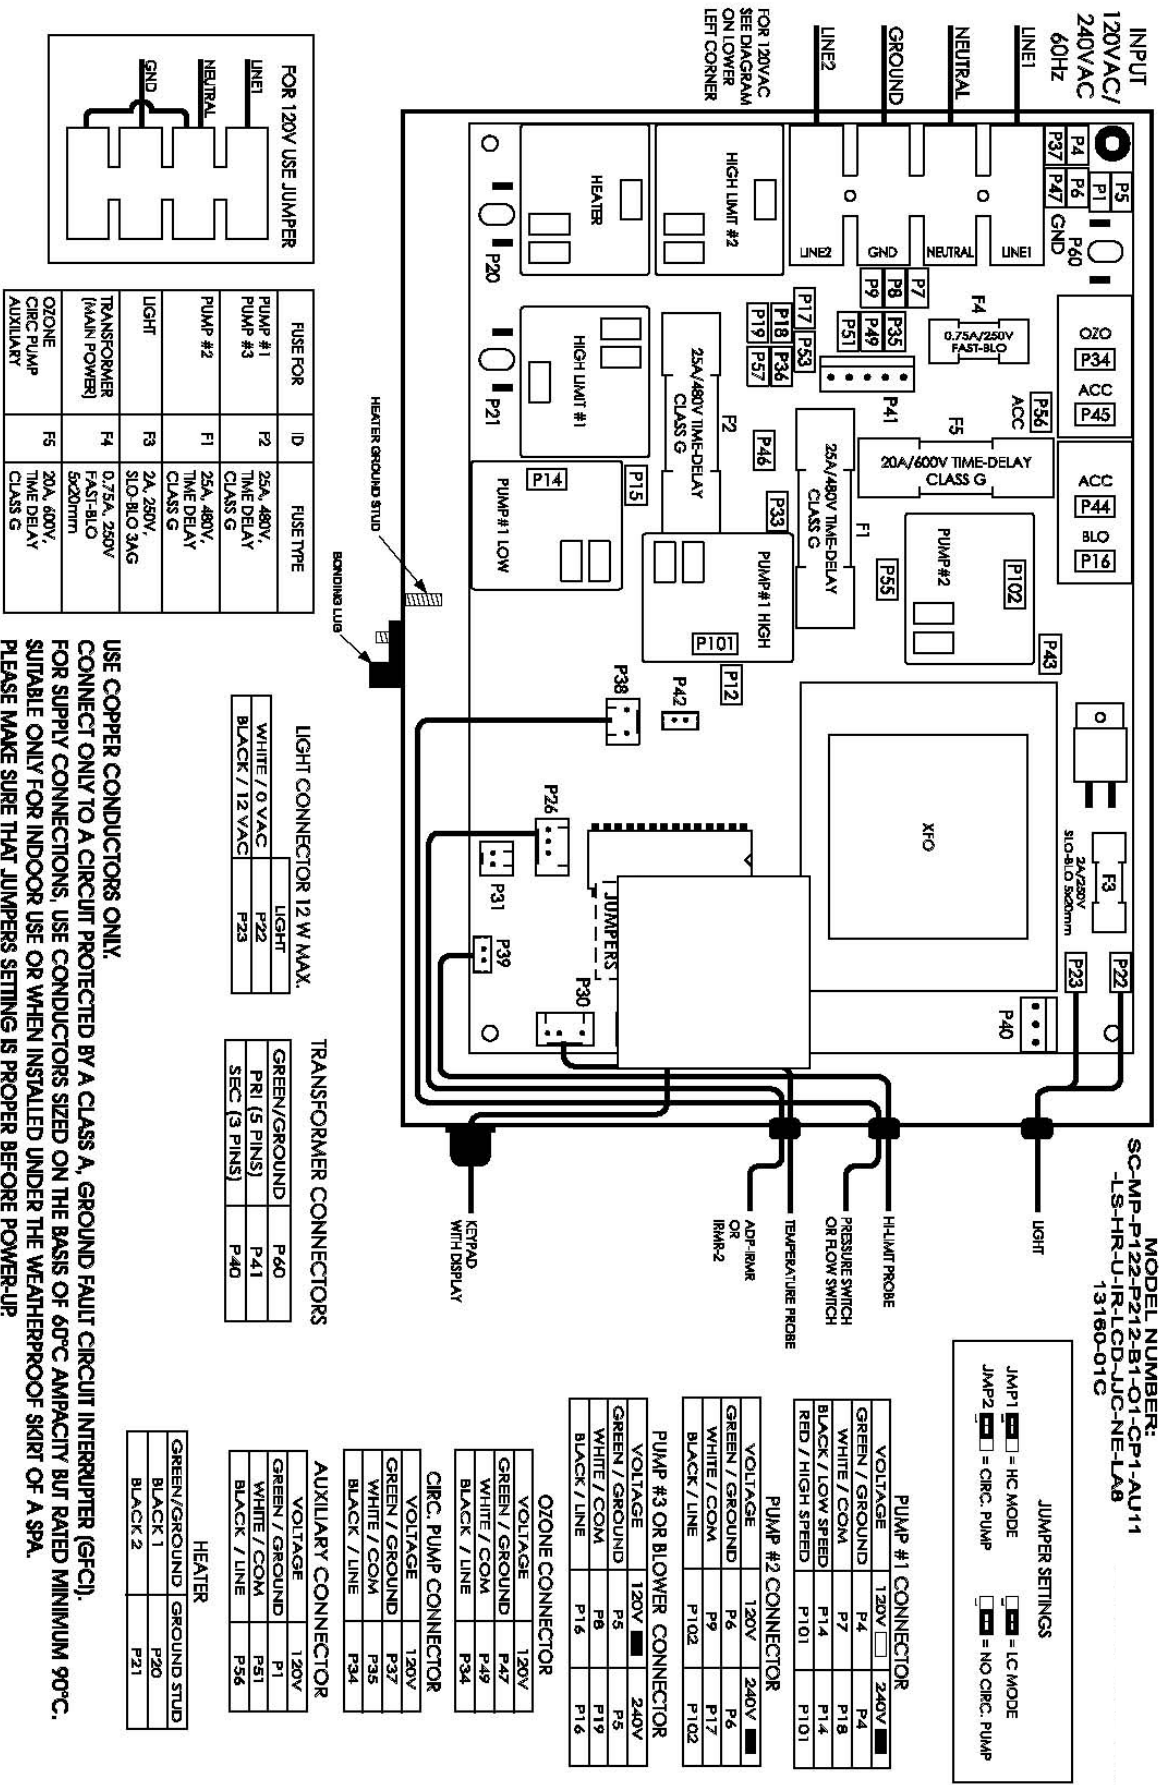 INPUT
120VAC/
240VAC
60Hz
LINE1
NEUTRAL
GROUND
LINE2
FOR 120VAC
SEE DIAGRAM
ON LOWER
LEFT CORNER
P4
P37
P6
P47
P5
P1
P60
GND
LINE1
NEUTRAL
GND
LINE2
HIGH LIMIT #2
HEATER
P20
P7
P8
P9
P35
P49
P51
P17
P18
P19
P53
P36
P57
F4
0.75A/250V
FAST-BLO
P41
OZO
P34
ACC
P45
P56
ACC
ACC
P44
BLO
P16
F5
20A/600V TIME-DELAY
CLASS G
F1
25A/480V TIME-DELAY
CLASS G
F2
25A/480V TIME-DELAY
CLASS G
HIGH LIMIT #1
P21
P46
P33
P15
P14
PUMP#1 LOW
PUMP#1 HIGH
P101
P55
PUMP#2
P102
P43
P12
P42
P38
XFO
F3
2A/250V
SLO-BLO 5x20mm
P22
P23
P40
P26
P31
JUMPERS
P39
P30
HEATER GROUND STUD
BONDING LUG
LIGHT
HI-LIMIT PROBE
PRESSURE SWITCH
OR FLOW SWITCH
TEMPERATURE PROBE
ADP-IRMR
OR
IRMR-2
KEYPAD
WITH DISPLAY
MODEL NUMBER:
SC-MP-P122-P212-B1-O1-CP1-AU11
-LS-HR-U-IR-LCD-JJC-NE-LA8
13160-01C
JUMPER SETTINGS
JMP1 = HC MODE
= LC MODE
JMP2 = CIRC. PUMP
= NO CIRC. PUMP
PUMP #1 CONNECTOR
VOLTAGE 120V 240V
GREEN / GROUND P4 P4
WHITE / COM P7 P18
BLACK / LOW SPEED P14 P14
RED / HIGH SPEED P101 P101
PUMP #2 CONNECTOR
VOLTAGE 120V 240V
GREEN / GROUND P6 P6
WHITE / COM P9 P17
BLACK / LINE P102 P102
PUMP #3 OR BLOWER CONNECTOR
VOLTAGE 120V 240V
GREEN / GROUND P5 P5
WHITE / COM P8 P19
BLACK / LINE P16 P16
OZONE CONNECTOR
VOLTAGE 120V
GREEN / GROUND P47
WHITE / COM P49
BLACK / LINE P34
CIRC. PUMP CONNECTOR
VOLTAGE 120V
GREEN / GROUND P37
WHITE / COM P35
BLACK / LINE P34
AUXILIARY CONNECTOR
VOLTAGE 120V
GREEN / GROUND P1
WHITE / COM P51
BLACK / LINE P56
HEATER
GREEN/GROUND GROUND STUD
BLACK 1 P20
BLACK 2 P21
FOR 120V USE JUMPER
LINE1
NEUTRAL
GND
FUSE FOR ID FUSE TYPE
PUMP #1
PUMP #3
F2
25A, 480V,
TIME DELAY
CLASS G
PUMP #2
F1
25A, 480V,
TIME DELAY
CLASS G
LIGHT
F3
2A, 250V,
SLO-BLO 3AG
TRANSFORMER
(MAIN POWER)
F4
0.75A, 250V
FAST-BLO
5x20mm
OZONE
CIRC PUMP
AUXILIARY
F5
20A, 600V,
TIME DELAY
CLASS G
LIGHT CONNECTOR 12 W MAX.
LIGHT
WHITE / 0 VAC P22
BLACK / 12 VAC P23
TRANSFORMER CONNECTORS
GREEN/GROUND P60
PRI (5 PINS) P41
SEC (3 PINS) P40
USE COPPER CONDUCTORS ONLY.
CONNECT ONLY TO A CIRCUIT PROTECTED BY A CLASS A, GROUND FAULT CIRCUIT INTERRUPTER (GFCI).
FOR SUPPLY CONNECTIONS, USE CONDUCTORS SIZED ON THE BASIS OF 60°C AMPACITY BUT RATED MINIMUM 90°C.
SUITABLE ONLY FOR INDOOR USE OR WHEN INSTALLED UNDER THE WEATHERPROOF SKIRT OF A SPA.
PLEASE MAKE SURE THAT JUMPERS SETTING IS PROPER BEFORE POWER-UP.